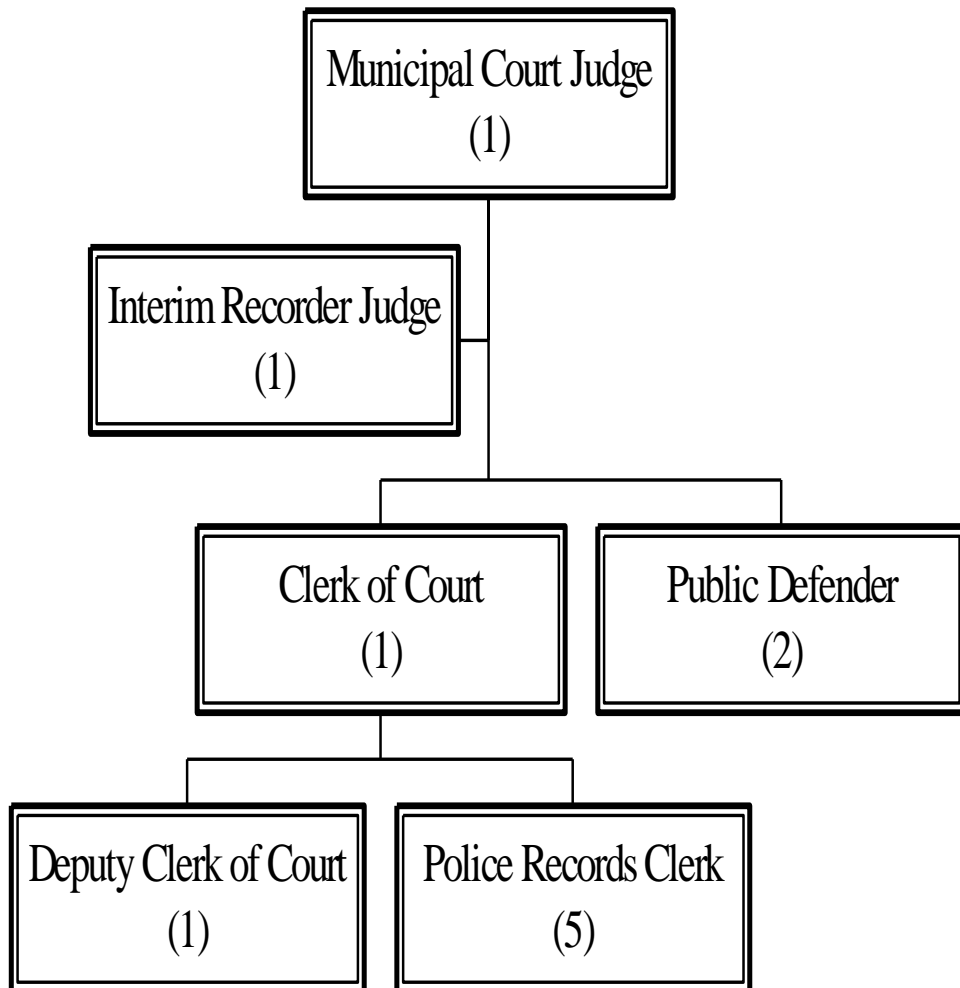 Municipal Court Judge
(1)
Interim Recorder Judge
(1)
Clerk of Court
(1)
Public Defender
(2)
Deputy Clerk of Court
(1)
Police Records Clerk
(5)